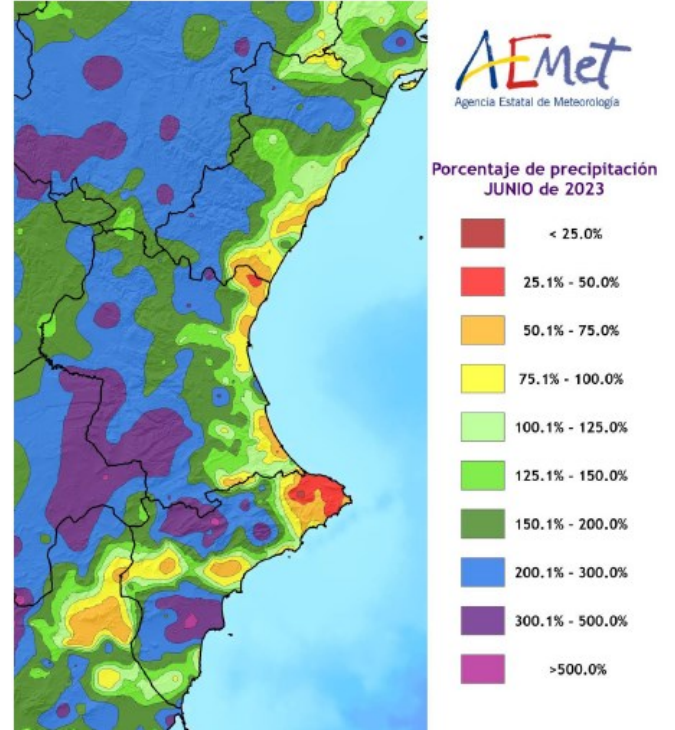 AEMet
Agencia Estatal de Meteorología
Porcentaje de precipitación
JUNIO de 2023
< 25.0%
25.1% - 50.0%
50.1% - 75.0%
75.1% - 100.0%
100.1% - 125.0%
125.1% - 150.0%
150.1% - 200.0%
200.1% - 300.0%
300.1% - 500.0%
>500.0%